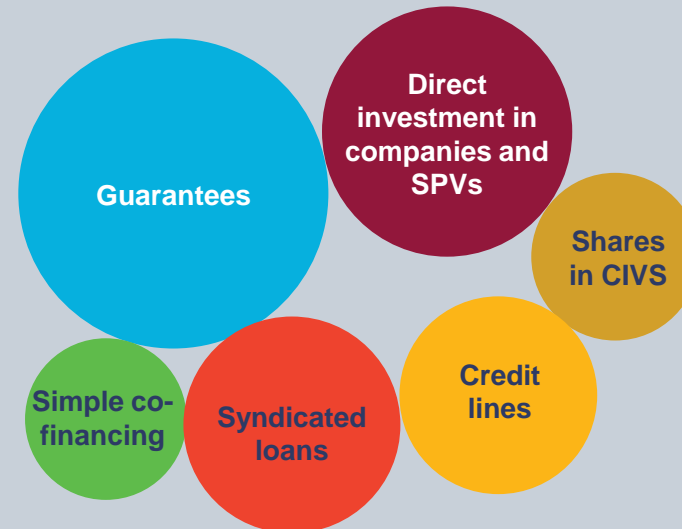 Direct
investment in
companies and
SPVs
Guarantees
Shares
in CIVS
Credit
lines
Simple co-
financing
Syndicated
loans